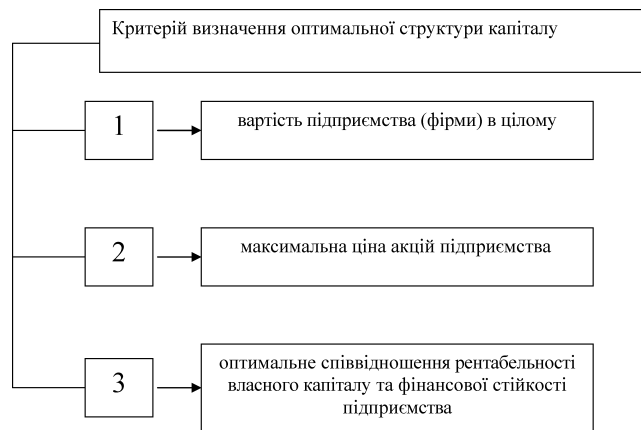 Критерій визначення оптимальної структури капіталу
1
вартість підприємства (фірми) в цілому
2
максимальна ціна акцій підприємства
3
оптимальне співвідношення рентабельності
власного капіталу та фінансової стійкості
підприємства